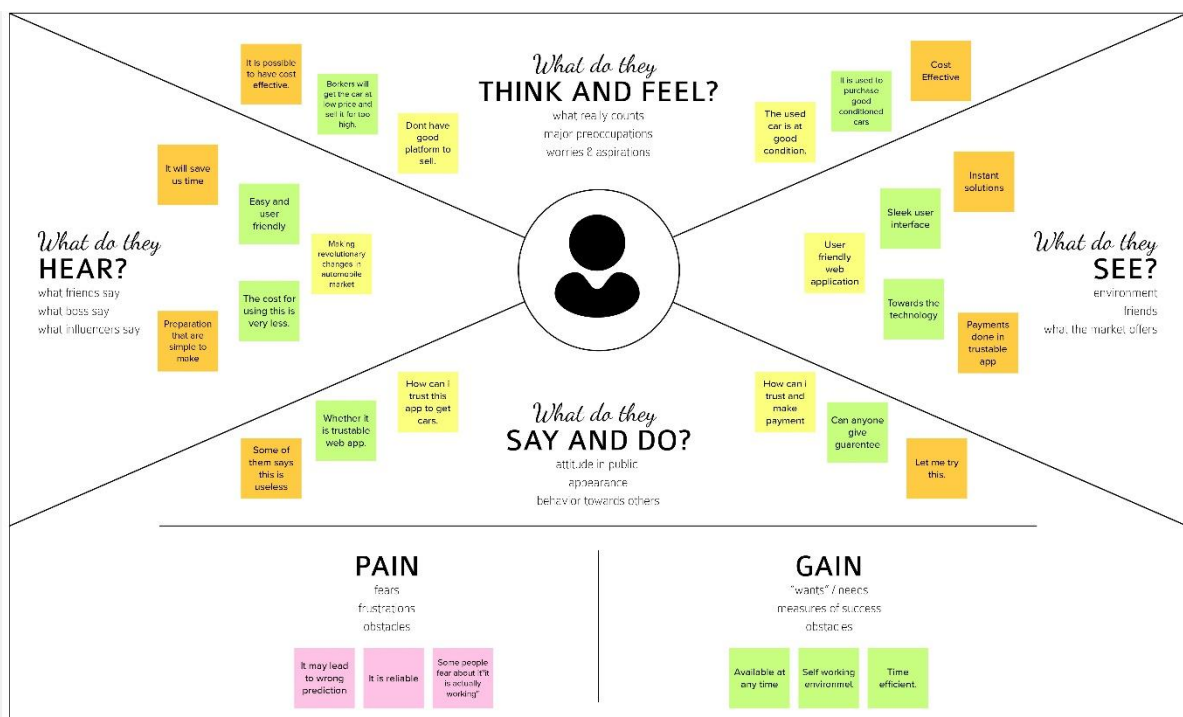 What do they
THINK AND FEEL?
what really counts
major preoccupations
worries & aspirations
It is possible
to have cost
effective.
Borkers will
get the car at
low price and
sell it for too
high.
Dont have
good
platform to
sell.
The used
car is at
good
condition.
It is used to
purchase
good
conditioned
cars
Cost
Effective
What do they
HEAR?
what friends say
what boss say
what influencers say
It will save
us time
Easy and
user
friendly
Making
revolutionary
changes in
automobile
market
The cost for
using this is
very less.
Preparation
that are
simple to
make
What do they
SEE?
environment
friends
what the market offers
Instant
solutions
Sleek user
interface
User
friendly web
application
Towards the
technology
Payments
done in
trustable
app
What do they
SAY AND DO?
attitude in public
appearance
behavior towards others
How can i
trust this
app to get
cars.
Whether it
is trustable
web app.
Some of
them says
this is
useless
How can i
trust and
make
payment
Can anyone
give
guarentee
Let me try
this.
PAIN
fears
frustrations
obstacles
It may lead
to wrong
prediction
It is reliable
Some people
fear about it"it
is actually
working"
GAIN
"wants" / needs
measures of success
obstacles
Available at
any time
Self working
environmet.
Time
efficient.